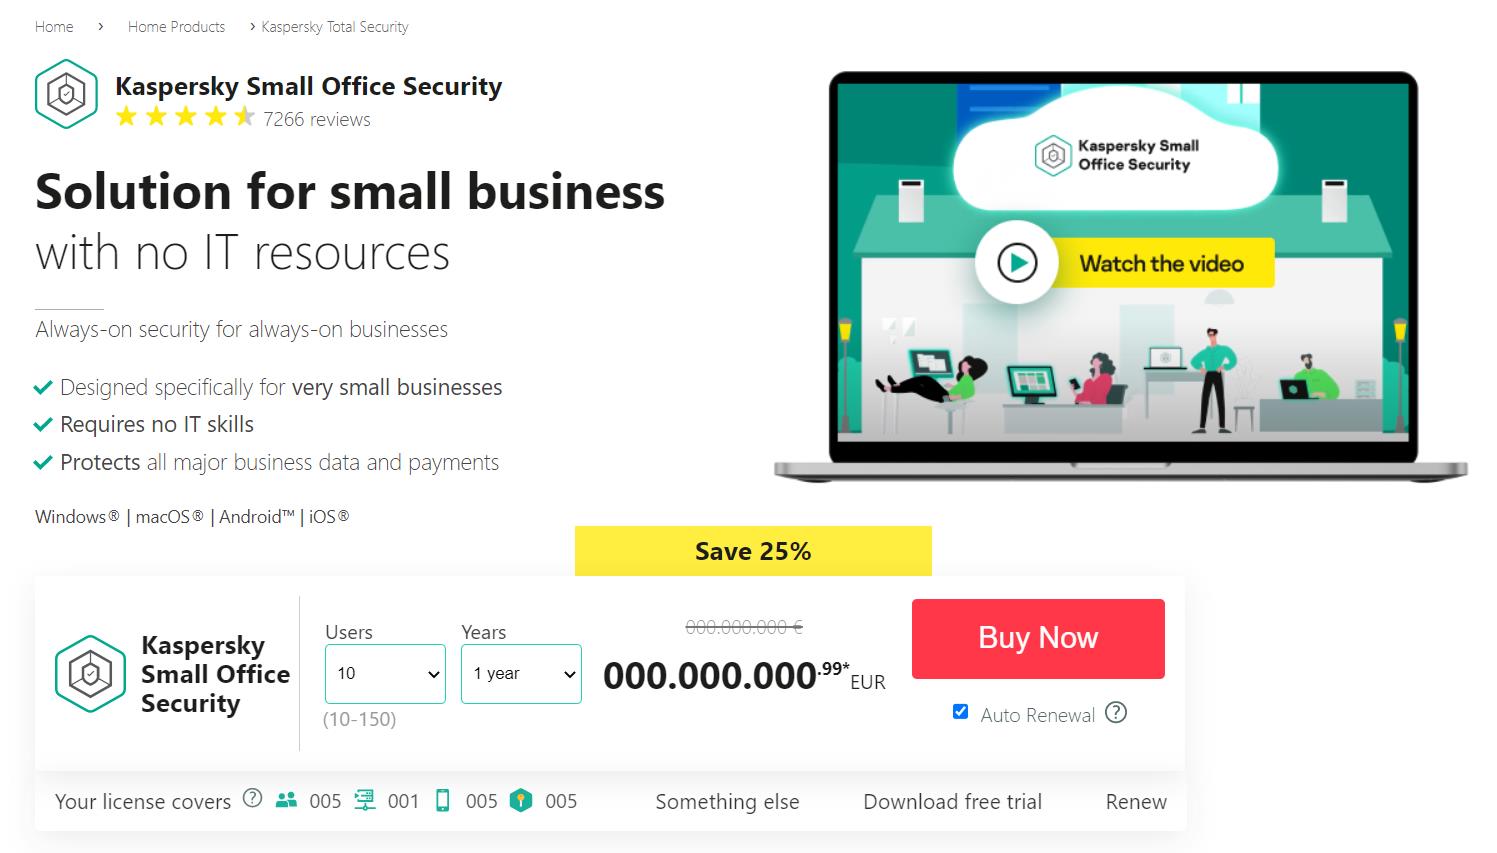 Home > Home Products > Kaspersky Total Security
Kaspersky Small Office Security
7266 reviews
Solution for small business
with no IT resources
Always-on security for always-on businesses
Designed specifically for very small businesses
Requires no IT skills
Protects all major business data and payments
Windows® | macOS® | Android™ | iOS®
Kaspersky Small
Office Security
Watch the video
Save 25%
Kaspersky
Small Office
Security
Users
10
(10-150)
Years
1 year
000.000.000 €
000.000.000.99* EUR
Buy Now
Auto Renewal ?
Your license covers ? 005 001 005 005
Something else
Download free trial
Renew